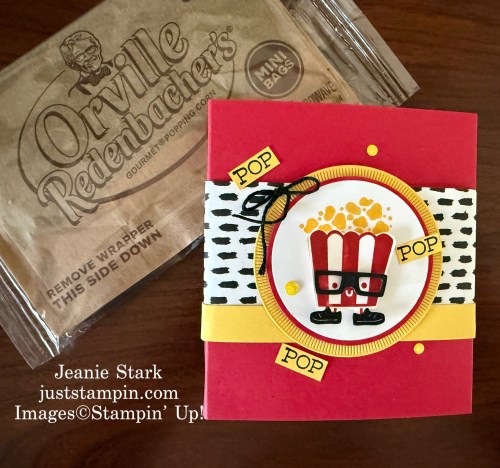 Orville
Redenbacher's
GOURMET® POPPING CORN
MINI
BAGS
REMOVE WRAPPER
THIS SIDE DOWN
POP
POP
POP
Jeanie Stark
juststampin.com
Images©Stampin' Up!